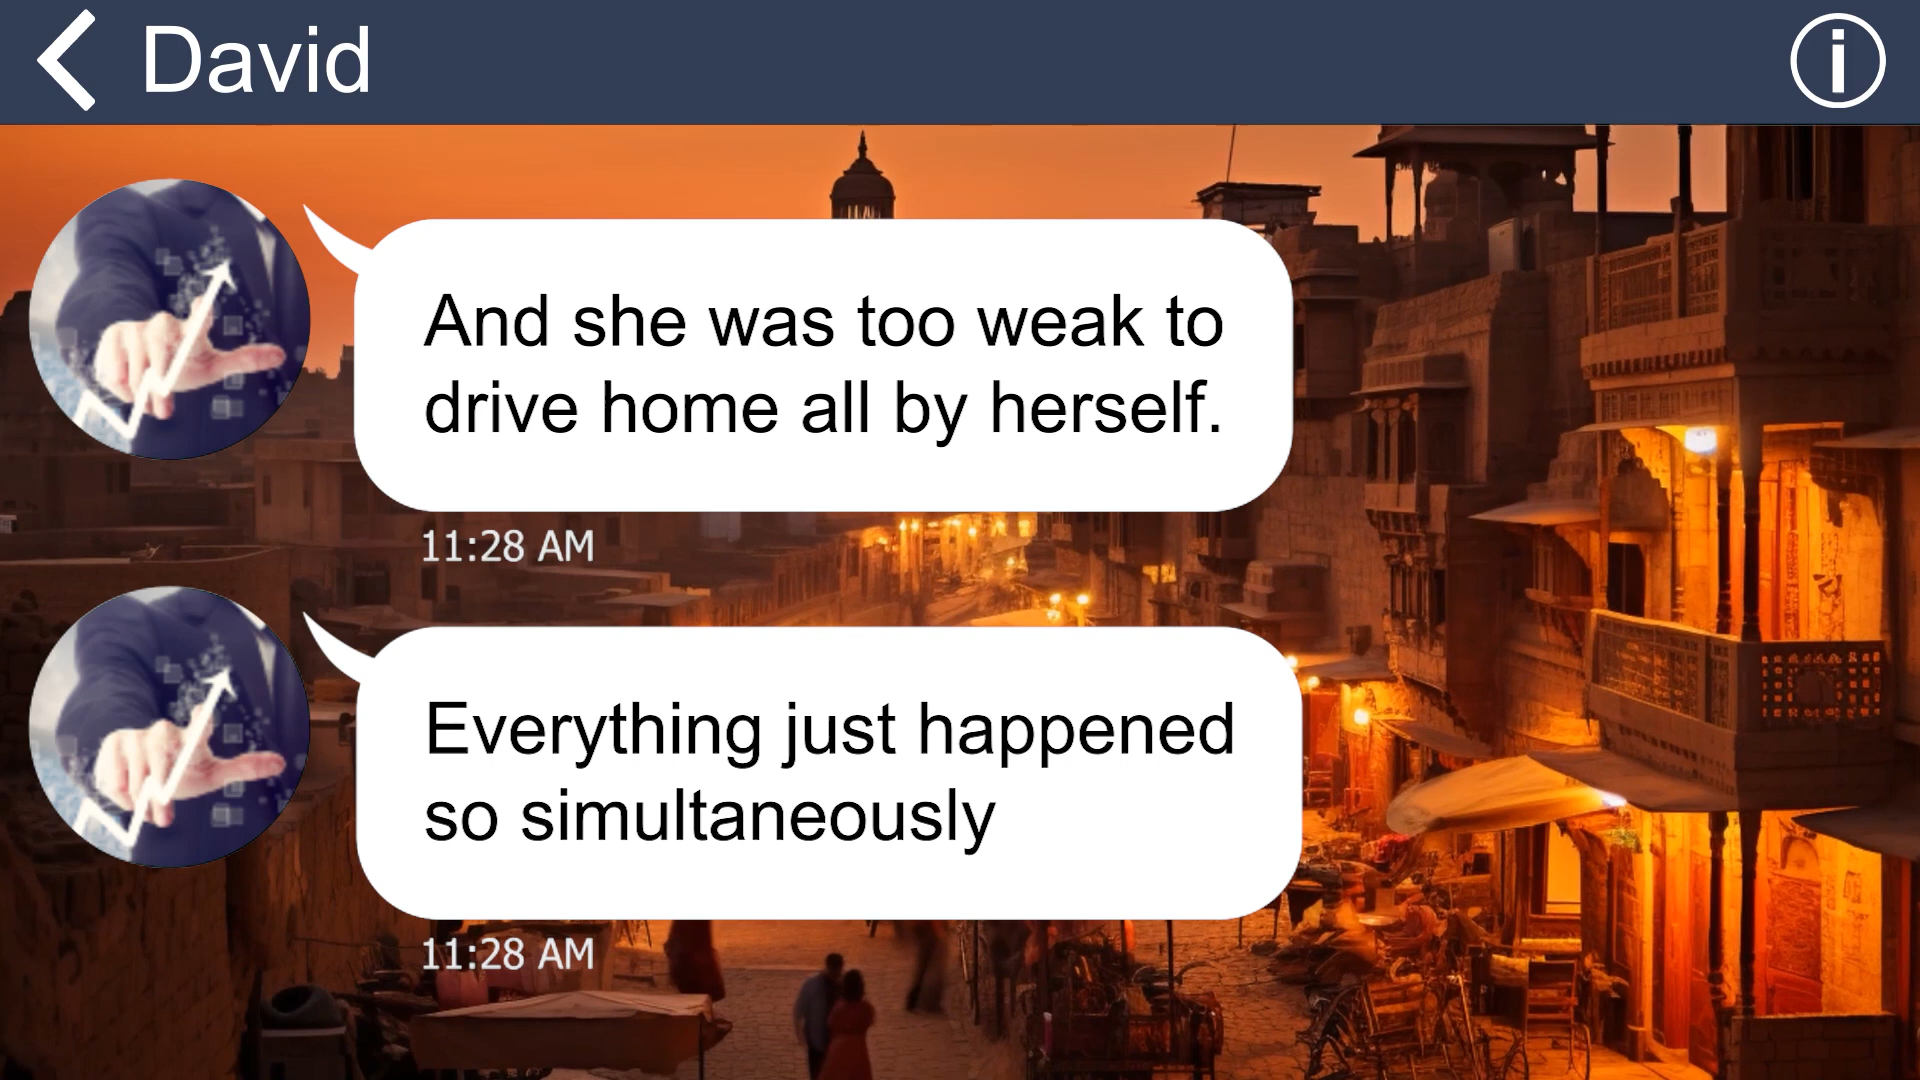 David
And she was too weak to
drive home all by herself.
11:28 AM
Everything just happened
so simultaneously
11:28 AM